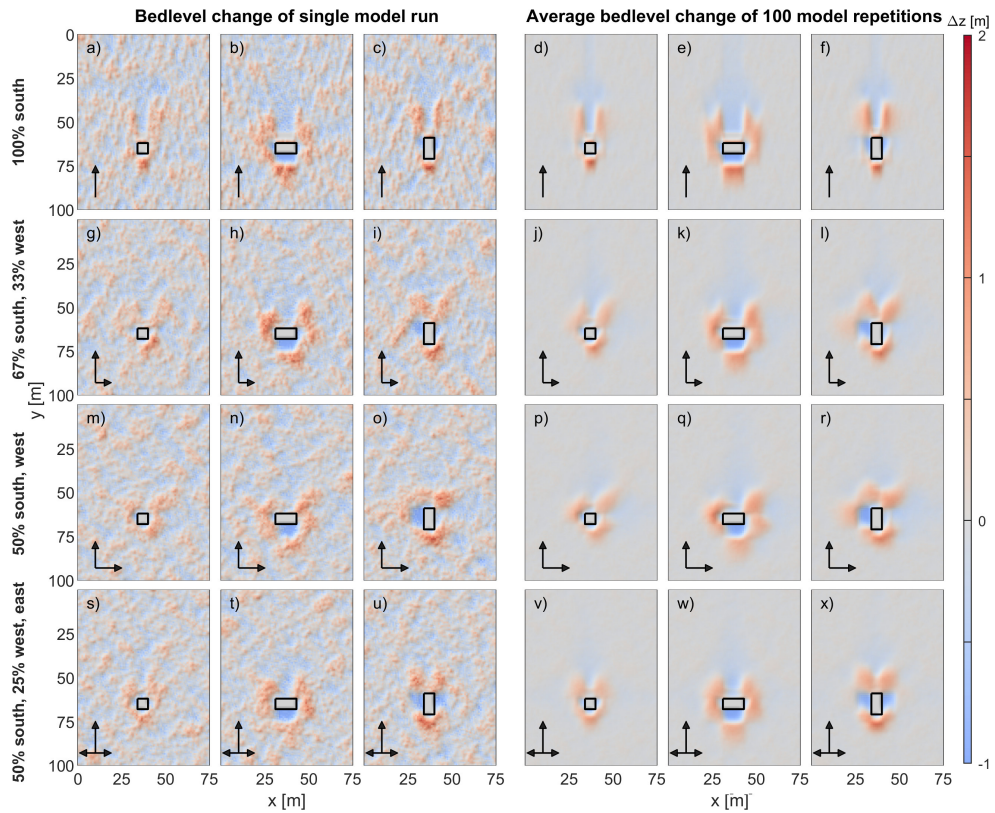 Bedlevel change of single model run
Average bedlevel change of 100 model repetitions
Δz [m]
100% south
0
25
50
75
100
a)
b)
c)
d)
e)
f)
2
1
0
-1
67% south, 33% west
25
50
75
100
g)
h)
i)
j)
k)
l)
y [m]
50% south, west
25
50
75
100
m)
n)
o)
p)
q)
r)
50% south, 25% west, east
25
50
75
100
s)
t)
u)
v)
w)
x)
0 25 50 75 25 50 75 25 50 75 25 50 75 25 50 75 25 50 75
x [m]
x [m]